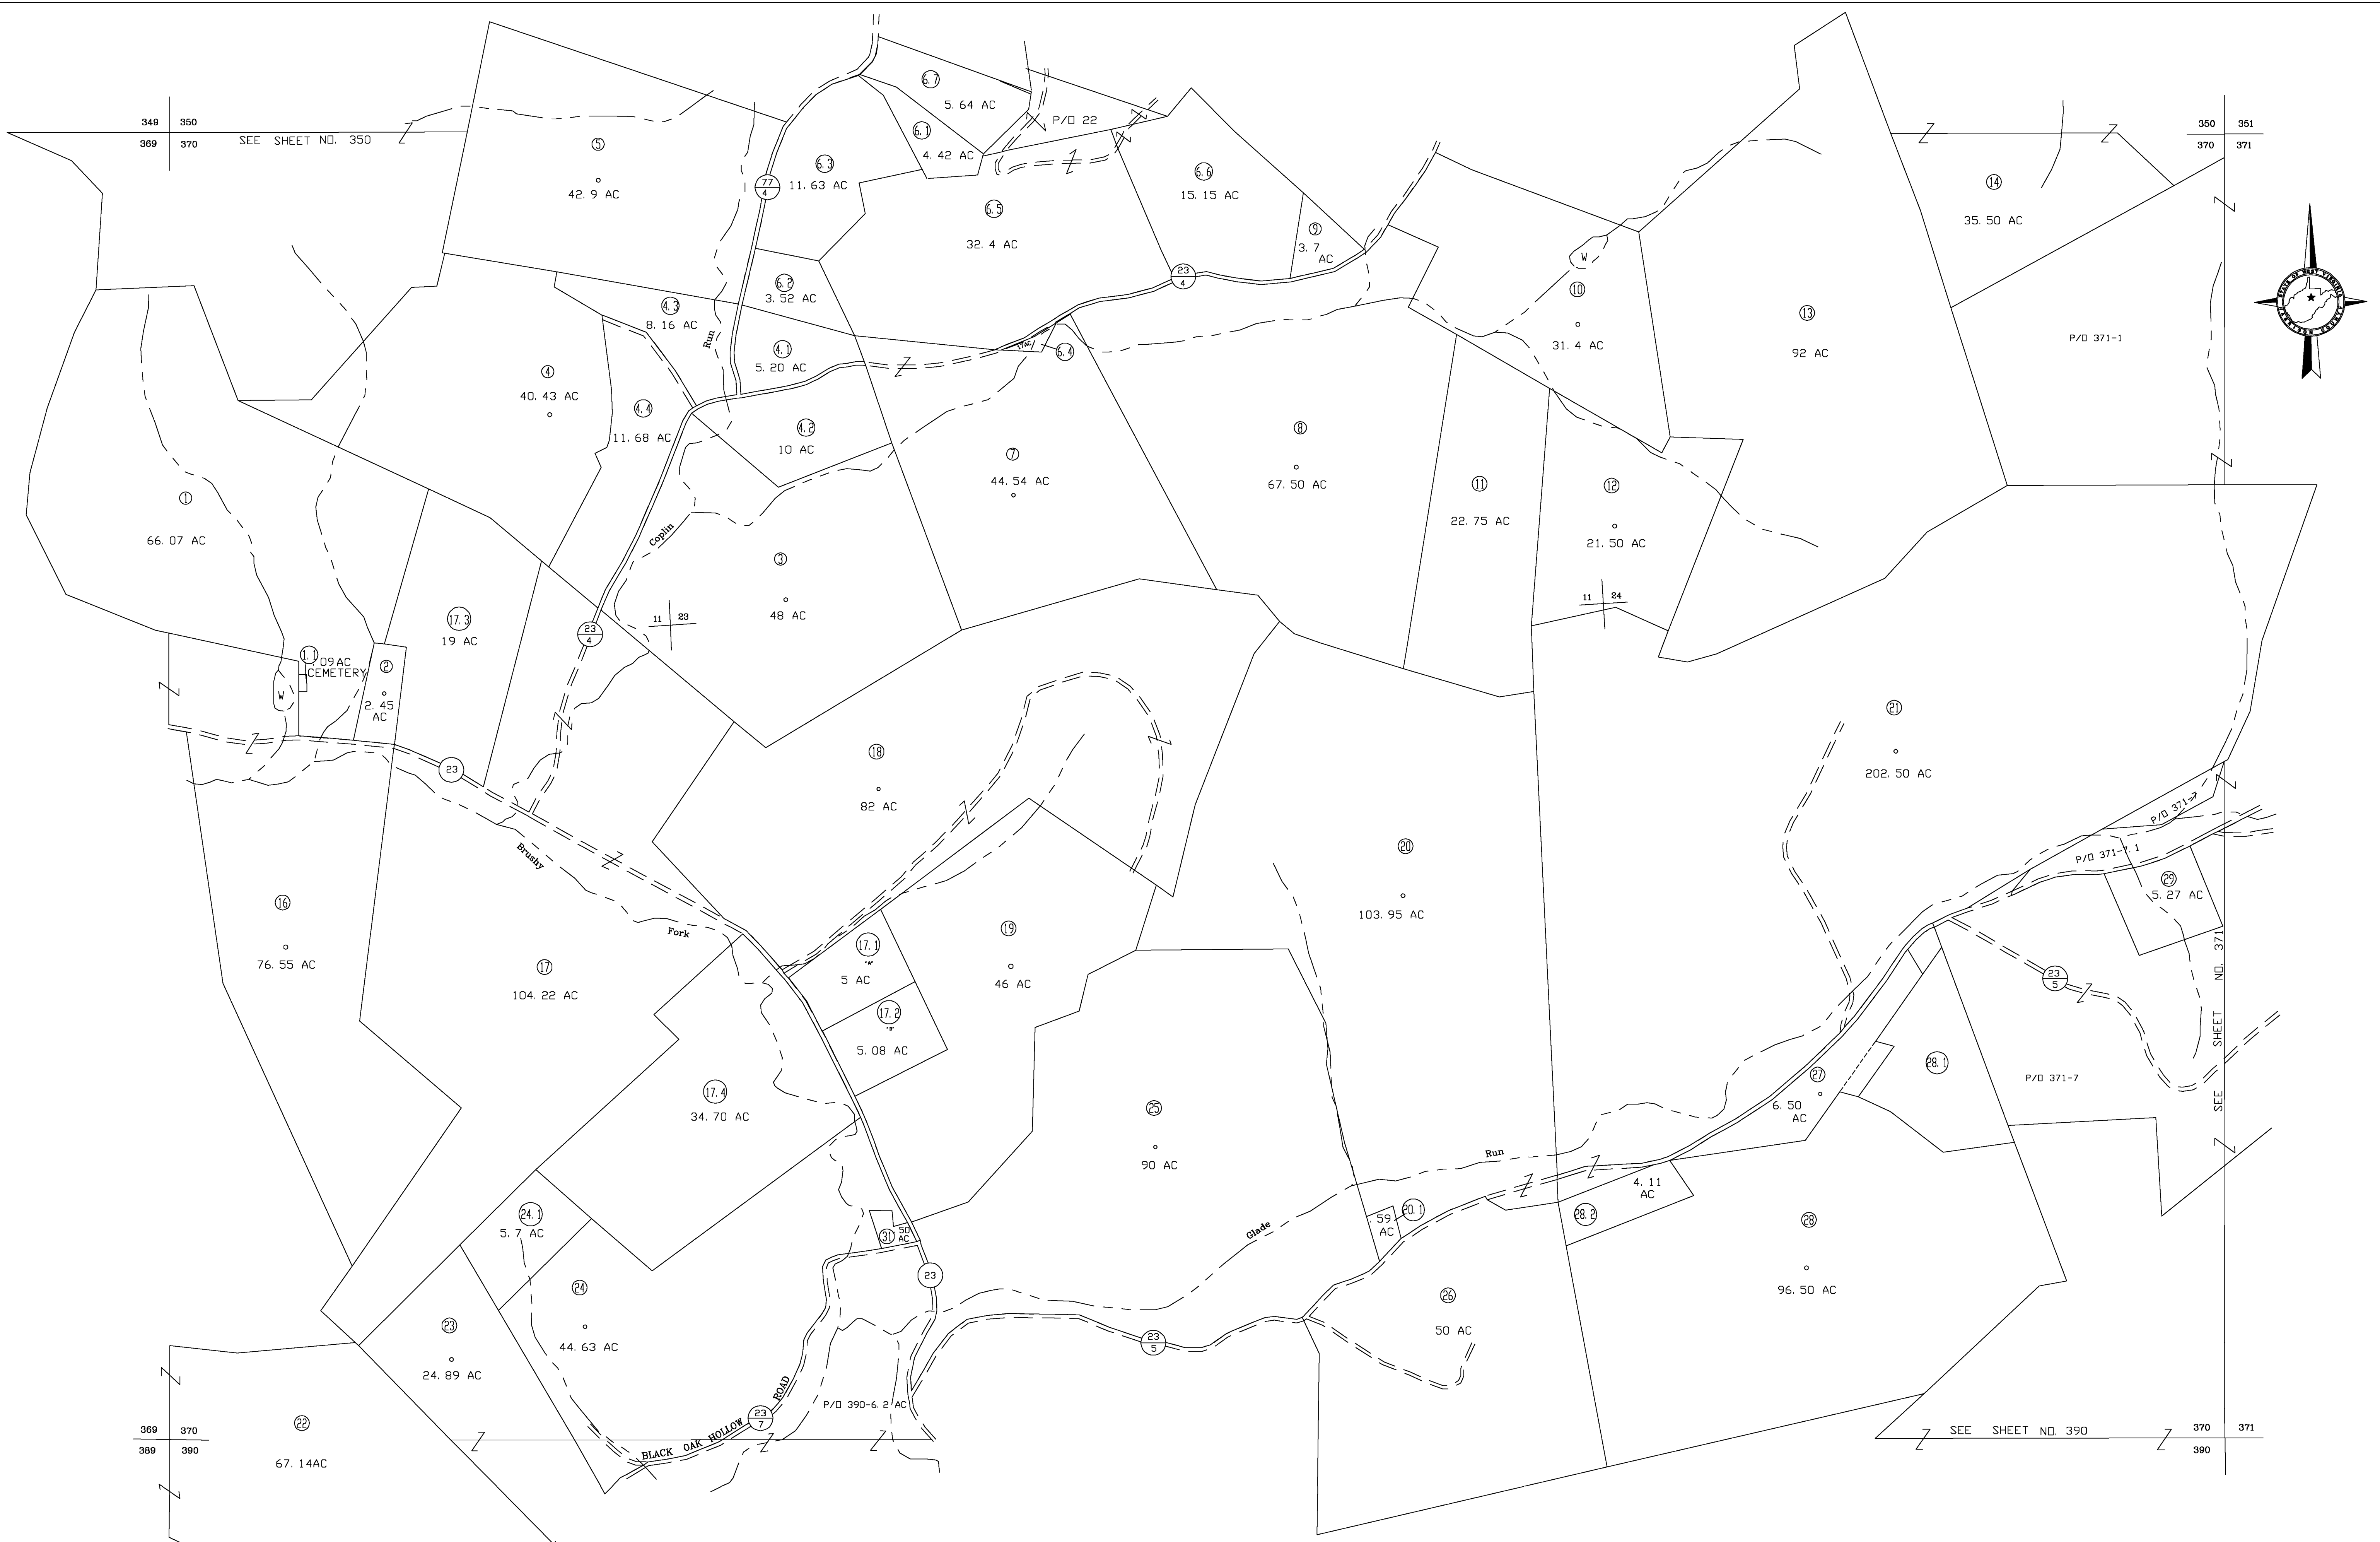 349 350
369 370
SEE SHEET NO. 350
5
42.9 AC
77
4
6.7
5.64 AC
6.1
4.42 AC
6.3
11.63 AC
P/O 22
6.6
15.15 AC
6.5
32.4 AC
9
3.7
AC
23
4
6.2
3.52 AC
4.3
8.16 AC
Run
4.1
5.20 AC
6.4
350 351
370 371
14
35.50 AC
STATE OF WEST VIRGINIA
HARRISON COUNTY
W
10
31.4 AC
13
92 AC
P/O 371-1
4
40.43 AC
4.4
11.68 AC
4.2
10 AC
7
44.54 AC
8
67.50 AC
11
22.75 AC
12
21.50 AC
1
66.07 AC
Coplin
3
48 AC
11 23
11 24
17.3
19 AC
23
4
1.1
09 AC
CEMETERY
W
2
2.45
AC
23
18
82 AC
21
202.50 AC
20
103.95 AC
Brushy
Fork
16
76.55 AC
17
104.22 AC
17.1
"A"
5 AC
17.2
"B"
5.08 AC
19
46 AC
P/O 371-7
P/O 371-7.1
29
5.27 AC
23
5
SEE SHEET NO. 371
P/O 371-7
28.1
27
6.50
AC
17.4
34.70 AC
25
90 AC
Run
Glade
4.11
AC
28.2
20.1
.59
AC
28
96.50 AC
24.1
5.7 AC
31
50
AC
23
24
44.63 AC
23
24.89 AC
26
50 AC
23
5
P/O 390-6.2 AC
BLACK OAK HOLLOW ROAD
23
7
22
67.14AC
369 370
389 390
SEE SHEET NO. 390
370 371
390